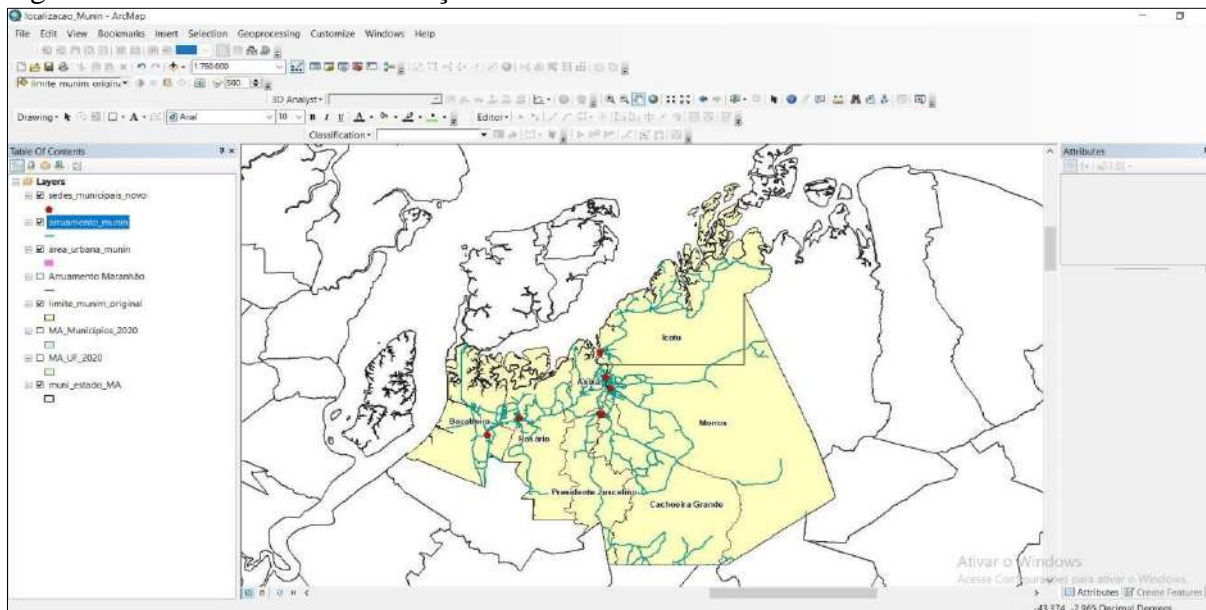 localizacao_Munin - ArcMap
File Edit View Bookmarks Insert Selection Geoprocessing Customize Windows Help
1:750.000
limite munim origina
500
3D Analyst
Drawing
A
Arial
10
B I U A
Editor
Classification
Table Of Contents
Layers
sedes_municipais_novo
arruamento_munin
area_urbana_munin
Arruamento Maranhão
limite_munim_original
MA_Municípios_2020
MA_UF_2020
muni_estado_MA
Icatu
Axixá
Morros
Bacabeira
Rosário
Presidente Juscelino
Cachoeira Grande
Attributes
Ativar o Windows
Acesse Configurações para ativar o Windows.
Attributes Create Features
-43,374 -2,965 Decimal Degrees